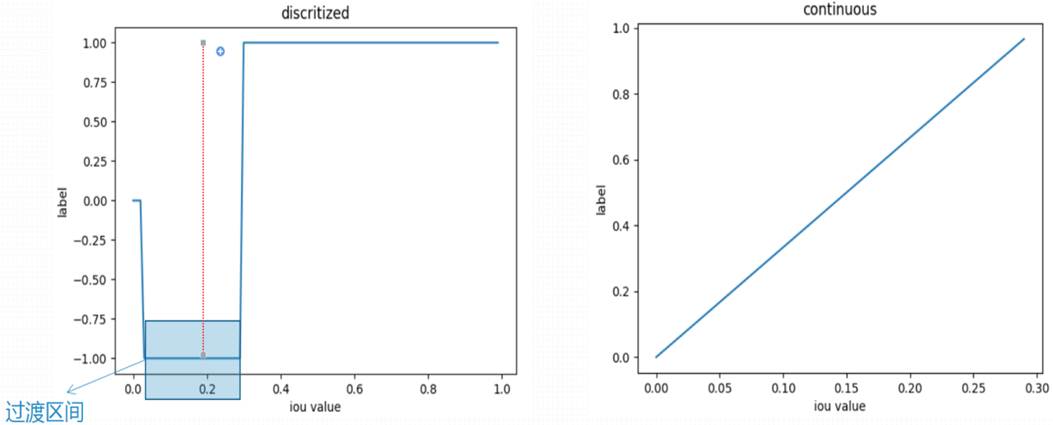 discritized
1.00
0.75
0.50
0.25
0.00
−0.25
−0.50
−0.75
−1.00
label
0.0 0.2 0.4 0.6 0.8 1.0
iou value
过渡区间
continuous
1.0
0.8
0.6
0.4
0.2
0.0
label
0.00 0.05 0.10 0.15 0.20 0.25 0.30
iou value